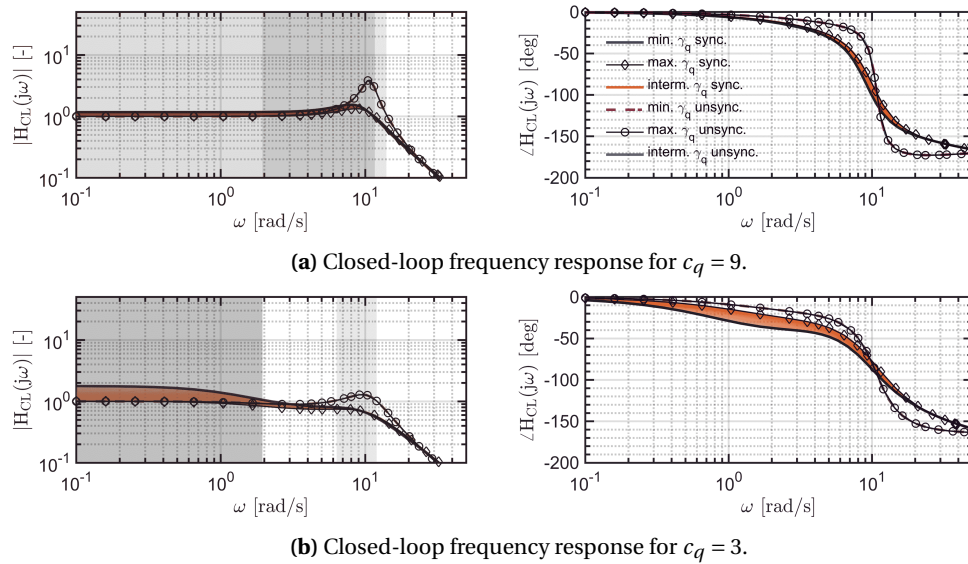 10^1
10^0
10^-1
|H_CL(jω)| [-]
10^-1 10^0 10^1
ω [rad/s]
0
-50
-100
-150
-200
∠H_CL(jω) [deg]
min. γ_q sync.
max. γ_q sync.
interm. γ_q sync.
min. γ_q unsync.
max. γ_q unsync.
interm. γ_q unsync.
10^-1 10^0 10^1
ω [rad/s]
(a) Closed-loop frequency response for c_q = 9.
10^1
10^0
10^-1
|H_CL(jω)| [-]
10^-1 10^0 10^1
ω [rad/s]
0
-50
-100
-150
-200
∠H_CL(jω) [deg]
10^-1 10^0 10^1
ω [rad/s]
(b) Closed-loop frequency response for c_q = 3.